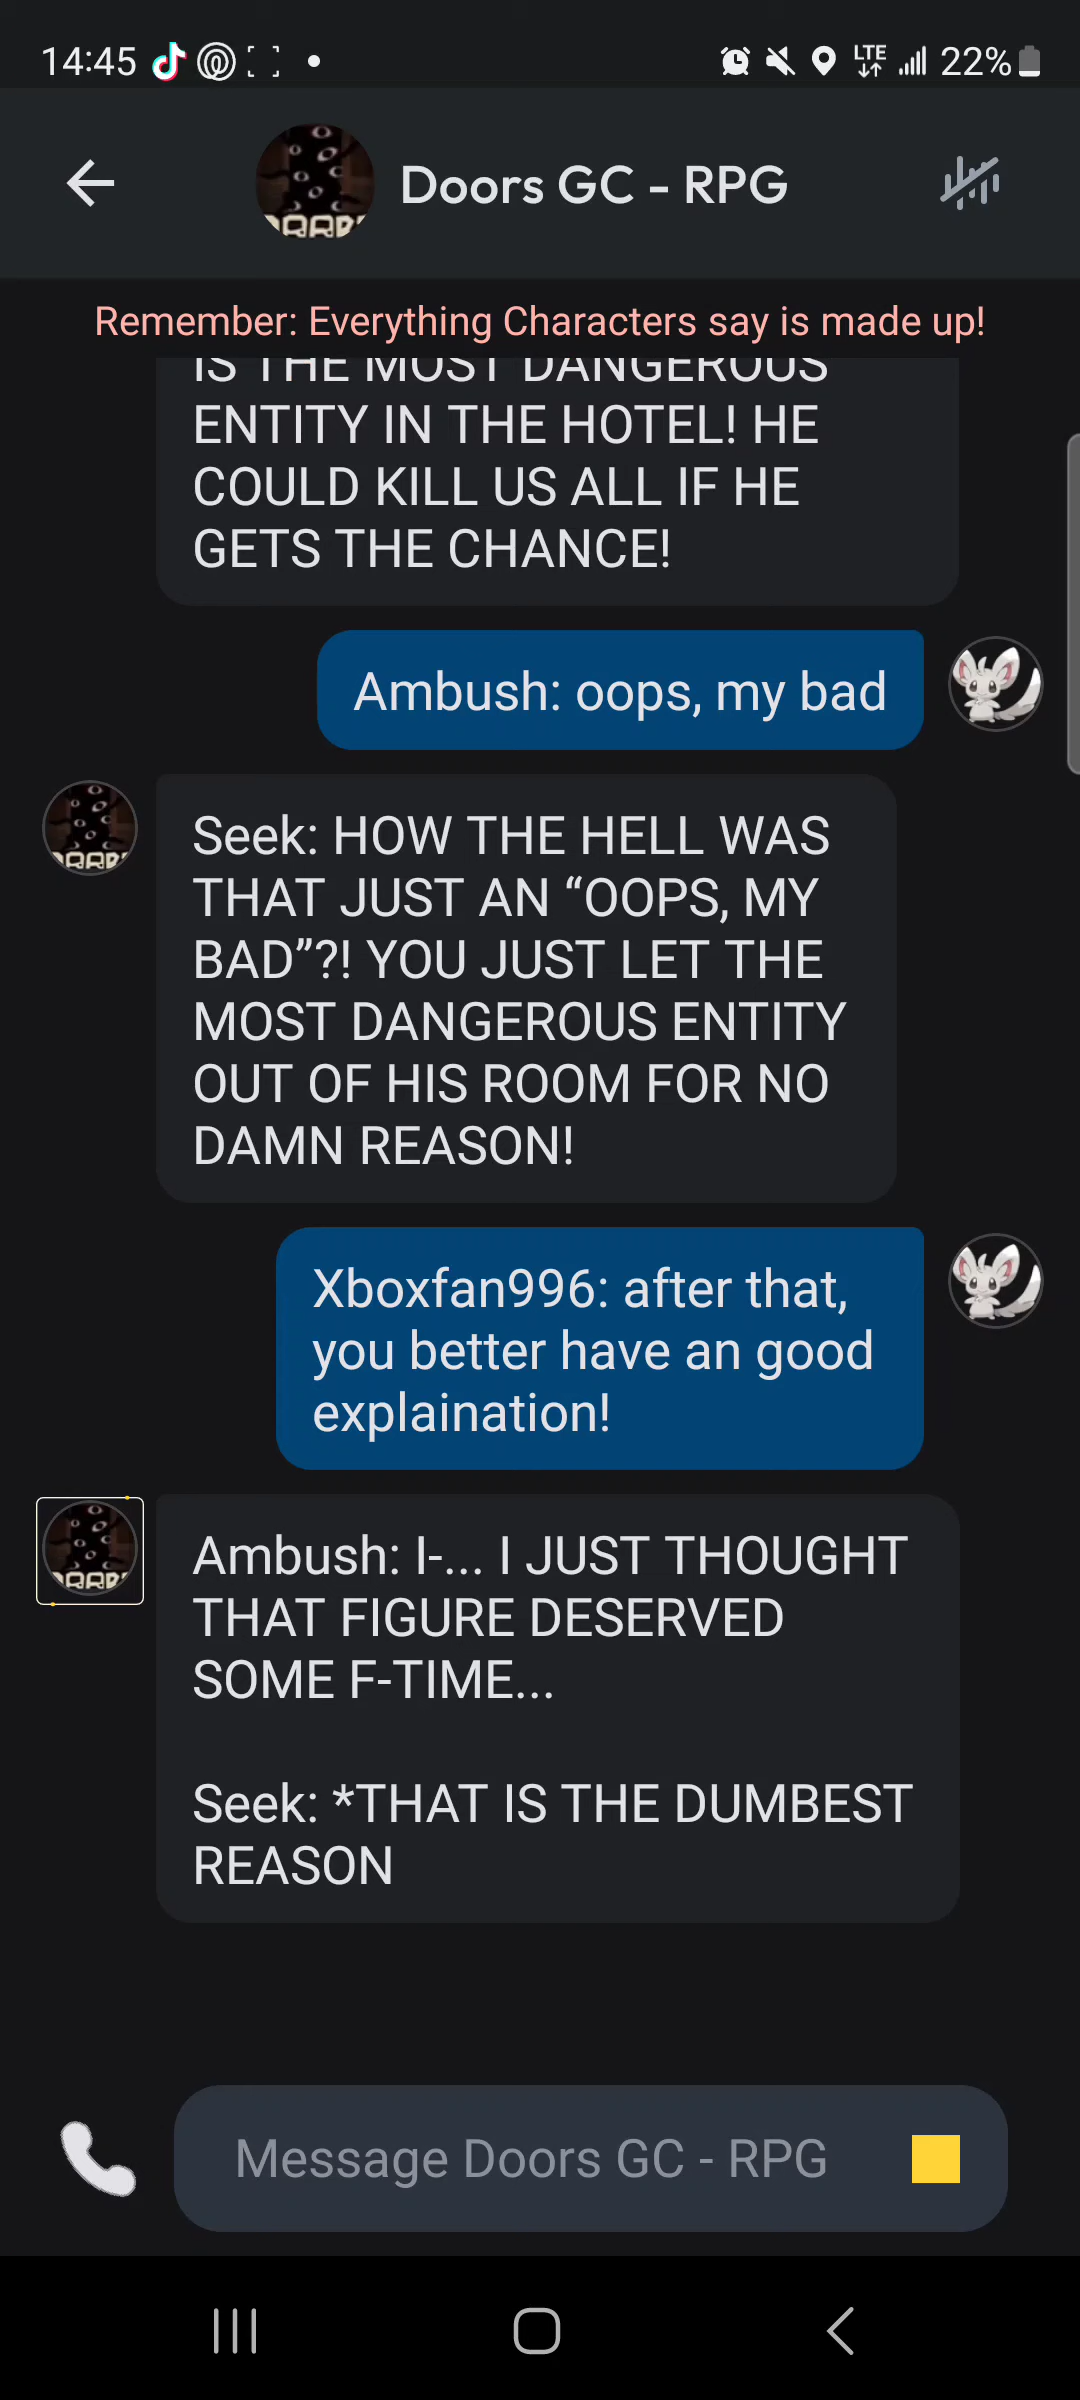 14:45
LTE
22%
Doors GC - RPG
Remember: Everything Characters say is made up!
IS THE MOST DANGEROUS
ENTITY IN THE HOTEL! HE
COULD KILL US ALL IF HE
GETS THE CHANCE!
Ambush: oops, my bad
Seek: HOW THE HELL WAS
THAT JUST AN “OOPS, MY
BAD”?! YOU JUST LET THE
MOST DANGEROUS ENTITY
OUT OF HIS ROOM FOR NO
DAMN REASON!
Xboxfan996: after that,
you better have an good
explaination!
Ambush: I-... I JUST THOUGHT
THAT FIGURE DESERVED
SOME F-TIME...
Seek: *THAT IS THE DUMBEST
REASON
Message Doors GC - RPG